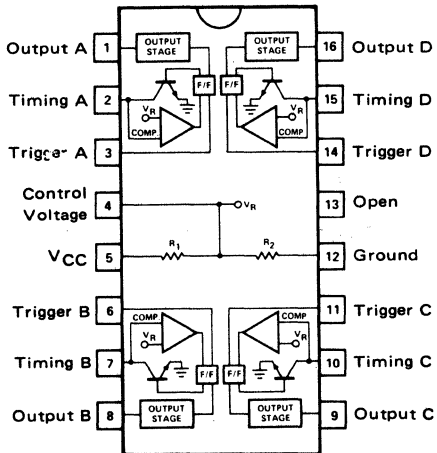 Output A 1 OUTPUT STAGE OUTPUT STAGE 16 Output D
F/F F/F
Timing A 2 15 Timing D
VR VR
COMP. COMP.
Trigger A 3 14 Trigger D
Control Voltage 4 VR 13 Open
VCC 5 R1 R2 12 Ground
Trigger B 6 11 Trigger C
COMP. COMP.
VR VR
Timing B 7 10 Timing C
F/F F/F
Output B 8 OUTPUT STAGE OUTPUT STAGE 9 Output C